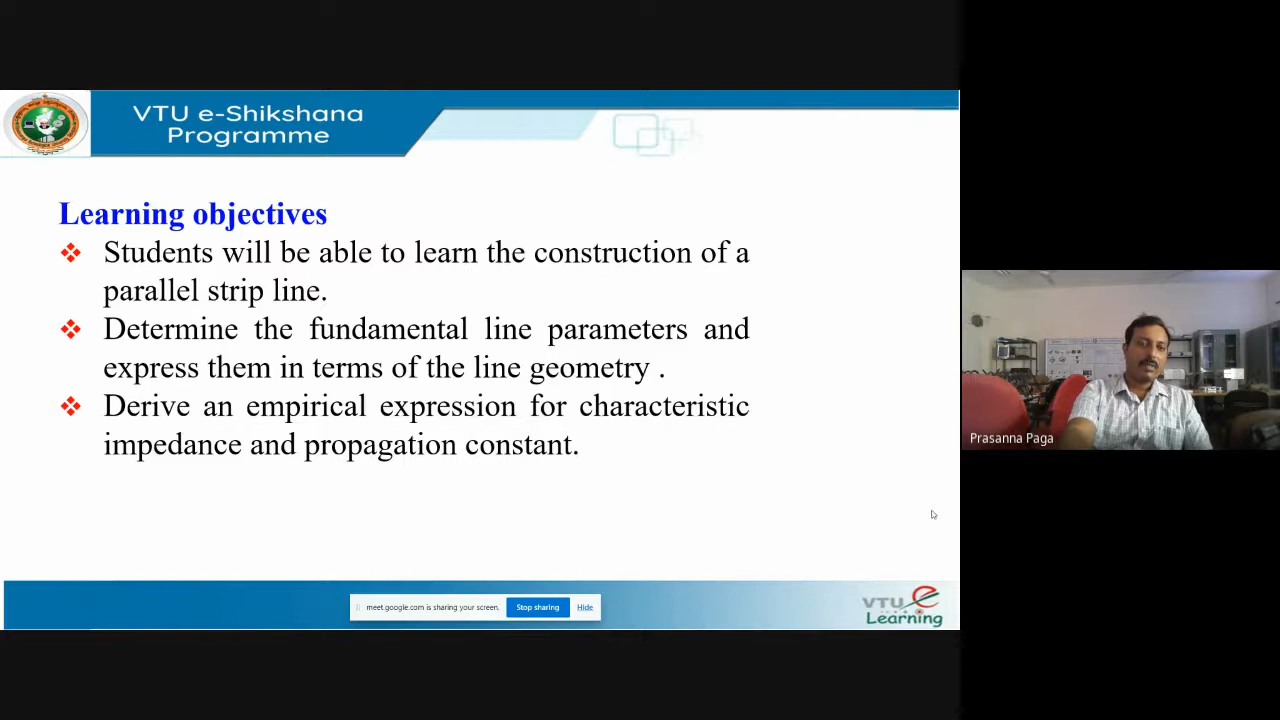 VTU e-Shikshana
Programme
Learning objectives
❖ Students will be able to learn the construction of a
parallel strip line.
❖ Determine the fundamental line parameters and
express them in terms of the line geometry .
❖ Derive an empirical expression for characteristic
impedance and propagation constant.
Prasanna Paga
meet.google.com is sharing your screen.
Stop sharing
Hide
VTU e
Learning